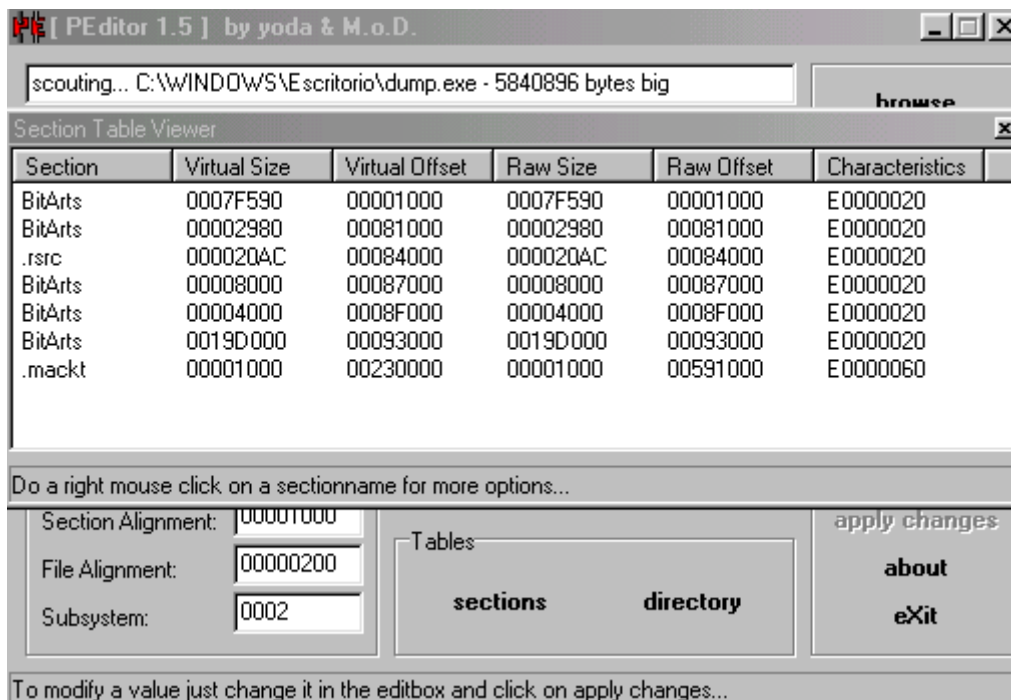 [ PEditor 1.5 ] by yoda & M.o.D.
scouting... C:\WINDOWS\Escritorio\dump.exe - 5840896 bytes big
browse
Section Table Viewer
Section Virtual Size Virtual Offset Raw Size Raw Offset Characteristics
BitArts 0007F590 00001000 0007F590 00001000 E0000020
BitArts 00002980 00081000 00002980 00081000 E0000020
.rsrc 000020AC 00084000 000020AC 00084000 E0000020
BitArts 00008000 00087000 00008000 00087000 E0000020
BitArts 00004000 0008F000 00004000 0008F000 E0000020
BitArts 0019D000 00093000 0019D000 00093000 E0000020
.mackt 00001000 00230000 00001000 00591000 E0000060
Do a right mouse click on a sectionname for more options...
Section Alignment: 00001000
apply changes
Tables
File Alignment: 00000200
about
sections directory
Subsystem: 0002
eXit
To modify a value just change it in the editbox and click on apply changes...